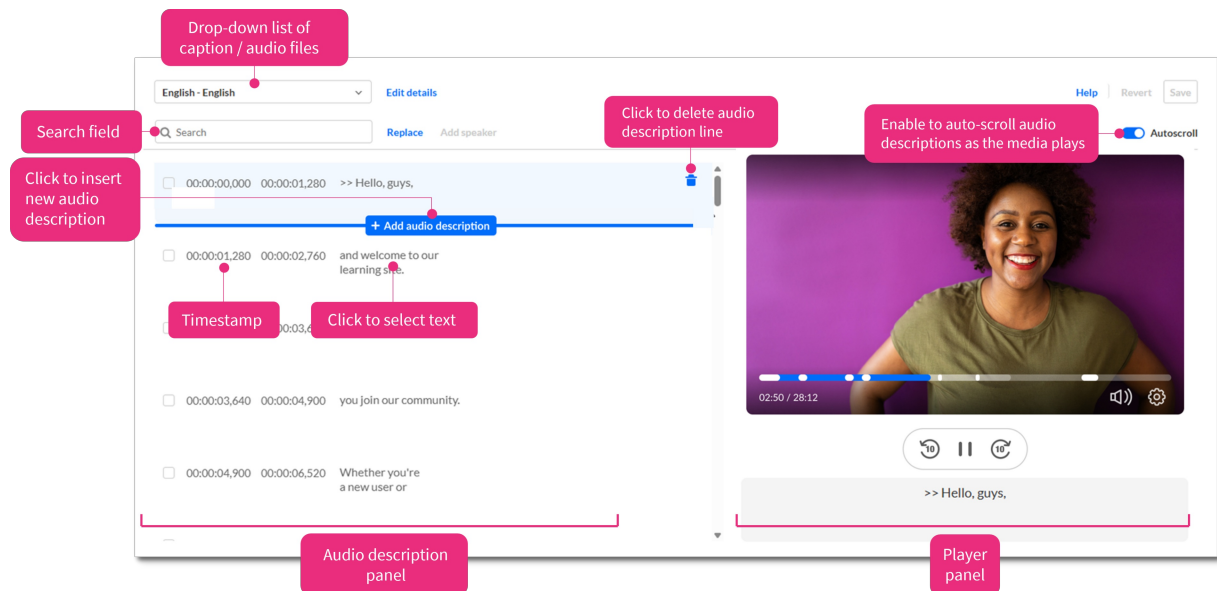 Drop-down list of
caption / audio files
English - English
Edit details
Help
Revert
Save
Search field
Search
Replace
Add speaker
Click to delete audio
description line
Enable to auto-scroll audio
descriptions as the media plays
Autoscroll
Click to insert
new audio
description
00:00:00,000 00:00:01,280 >> Hello, guys,
+ Add audio description
00:00:01,280 00:00:02,760 and welcome to our
learning
Timestamp
Click to select text
00:00:03,640 00:00:04,900 you join our community.
02:50 / 28:12
10
10
00:00:04,900 00:00:06,520 Whether you're
a new user or
>> Hello, guys,
Audio description
panel
Player
panel